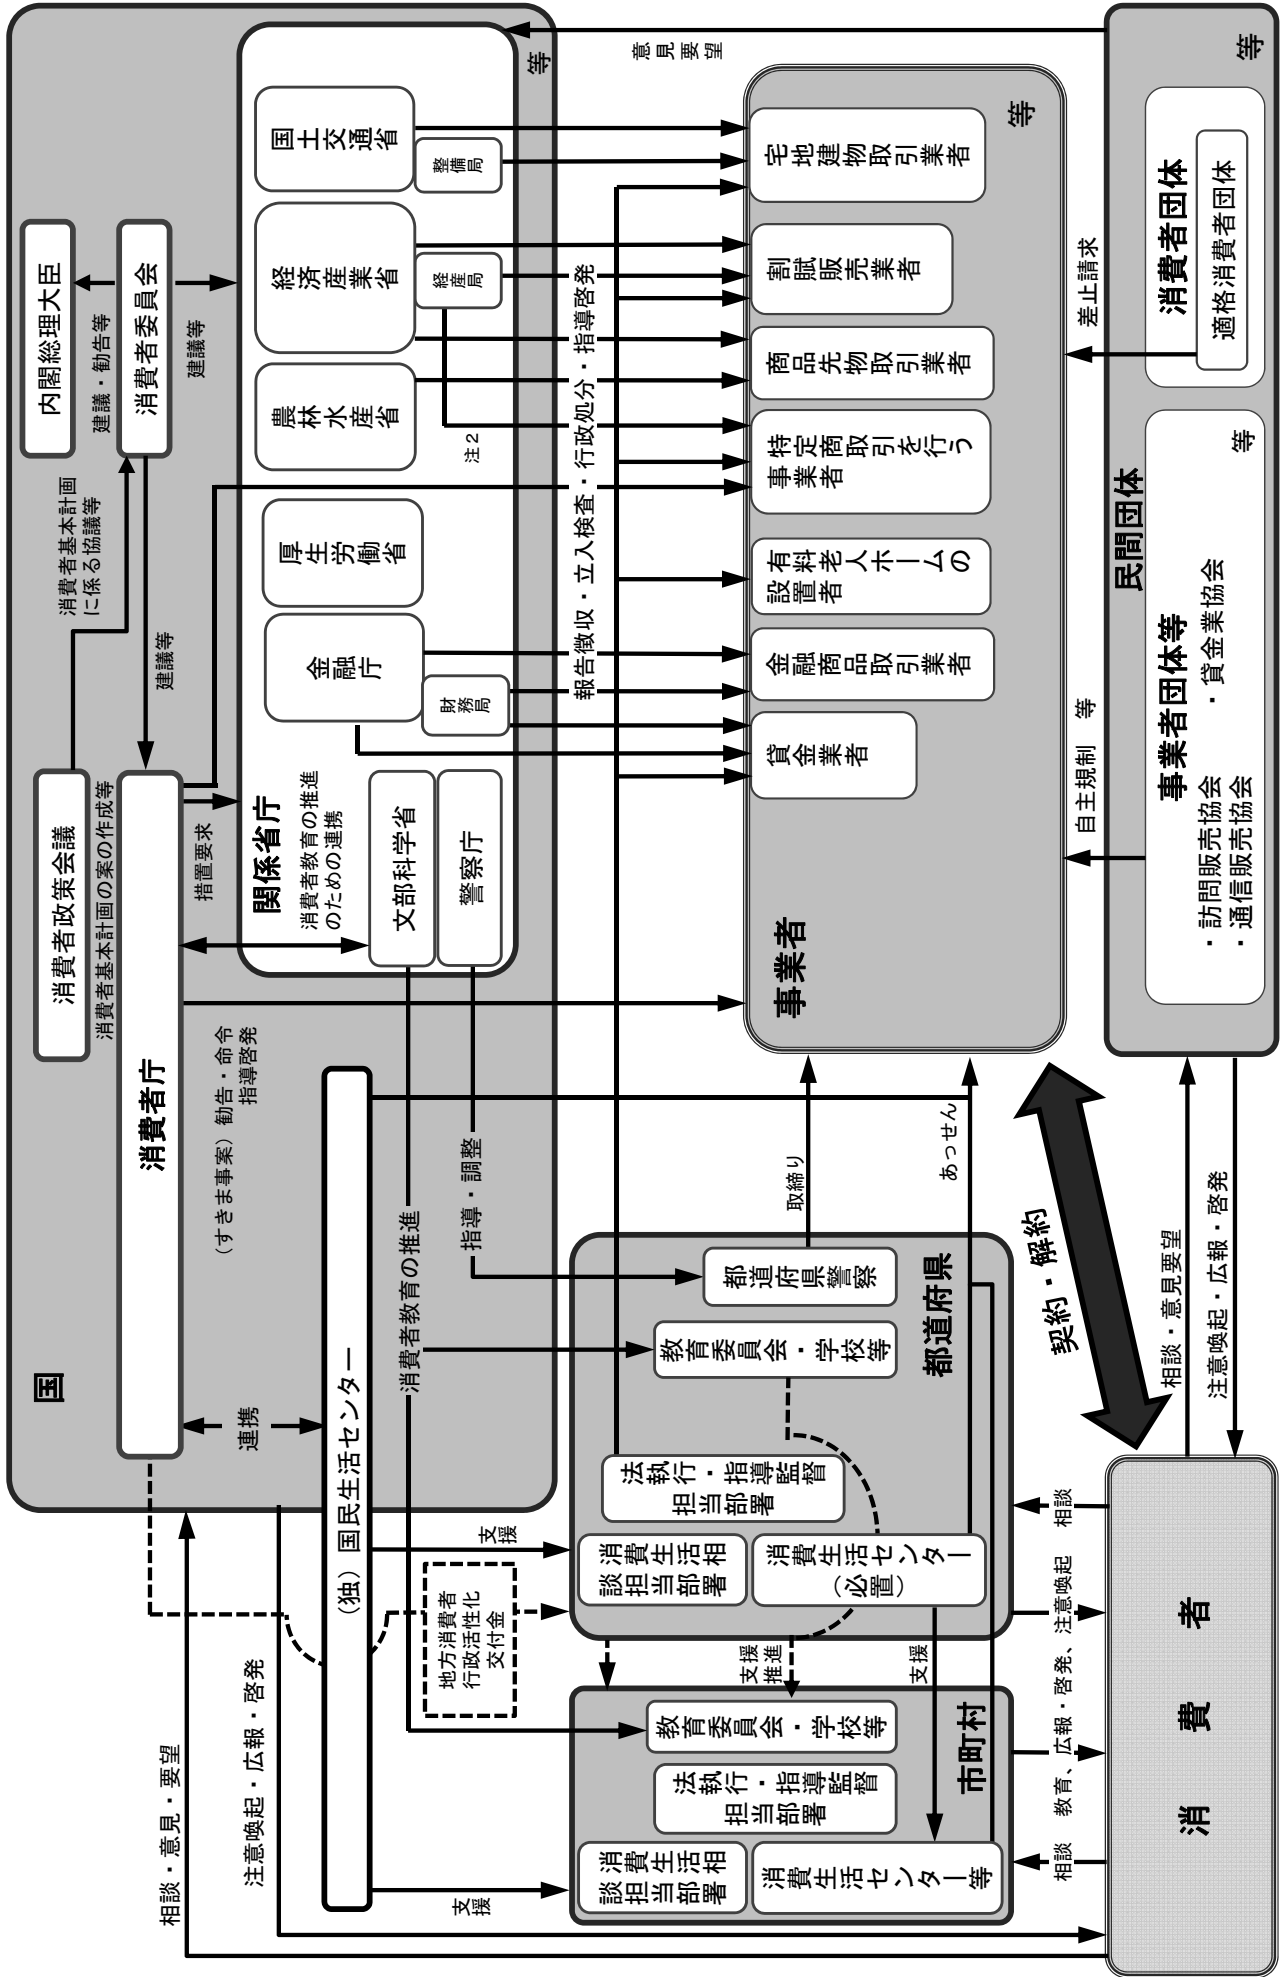 国
内閣総理大臣
建議・勧告等
消費者委員会
建議等
消費者基本計画
に係る協議等
建議等
消費者政策会議
消費者基本計画の案の作成等
消費者庁
措置要求
(すきま事案)勧告・命令
指導啓発
連携
(独)国民生活センター
関係省庁
消費者教育の推進
のための連携
文部科学省
警察庁
金融庁
財務局
厚生労働省
農林水産省
経済産業省
経産局
国土交通省
整備局
等
注2
意見
要望
報告徴収・立入検査・行政処分・指導啓発
消費者教育の推進
指導・調整
支援
支援
地方消費者
行政活性化
交付金
相談・意見・要望
注意喚起・広報・啓発
事業者
貸金業者
金融商品取引業者
有料老人ホームの
設置者
特定商取引を行う
事業者
商品先物取引業者
割賦販売業者
宅地建物取引業者
等
取締り
あっせん
都道府県
都道府県警察
教育委員会・学校等
法執行・指導監督
担当部署
消費生活相
談担当部署
消費生活センター
(必置)
支援
推進
支援
市町村
教育委員会・学校等
法執行・指導監督
担当部署
消費生活相
談担当部署
消費生活センター等
契約・解約
自主規制 等
差止請求
民間団体
事業者団体等
・訪問販売協会 ・貸金業協会
・通信販売協会
等
消費者団体
適格消費者団体
等
相談・意見要望
注意喚起・広報・啓発
相談
教育、広報・啓発、注意喚起
相談
消費者